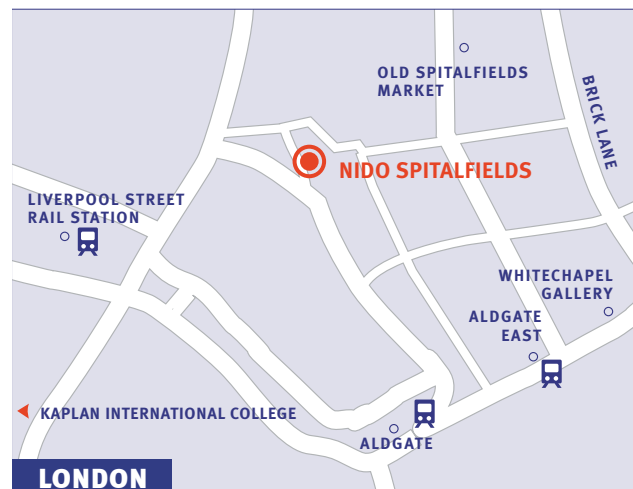 OLD SPITALFIELDS
MARKET
BRICK LANE
NIDO SPITALFIELDS
LIVERPOOL STREET
RAIL STATION
WHITECHAPEL
GALLERY
ALDGATE
EAST
KAPLAN INTERNATIONAL COLLEGE
ALDGATE
LONDON